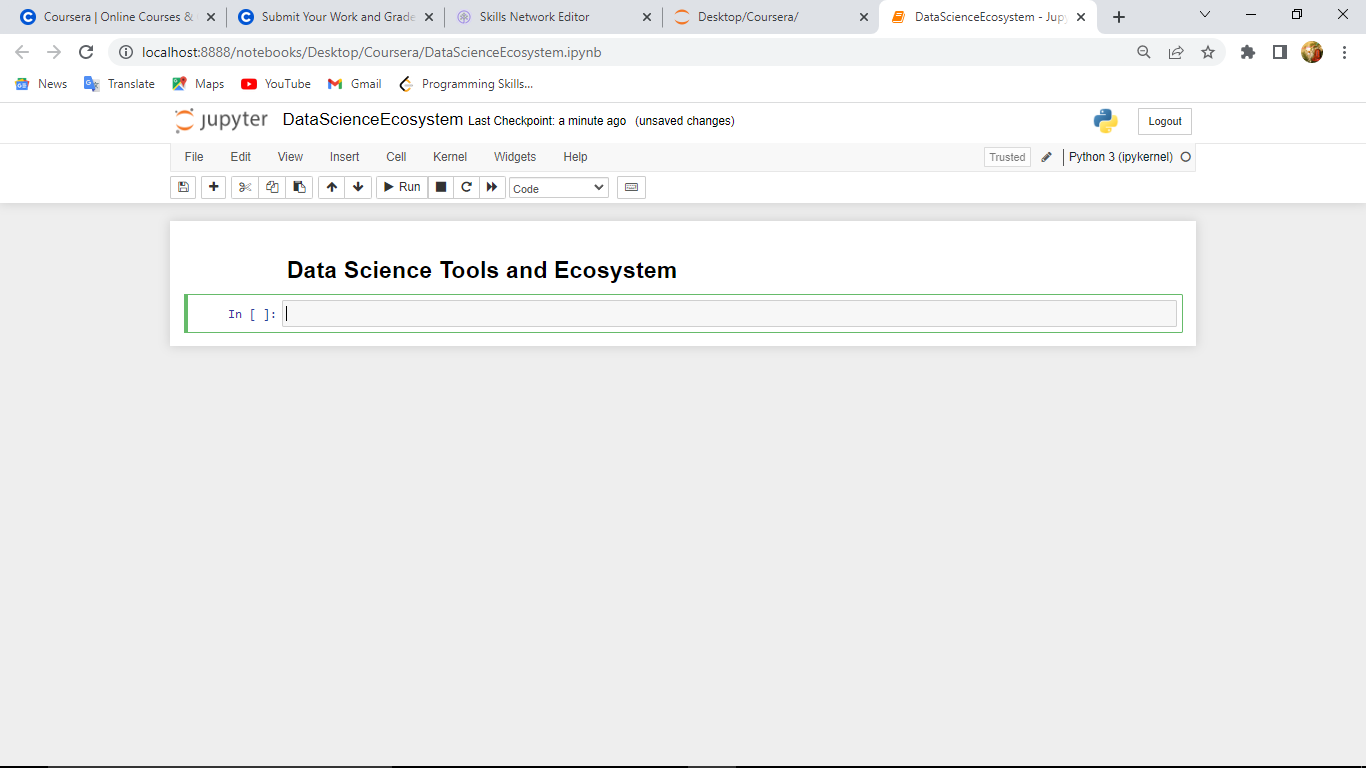 Coursera | Online Courses &
Submit Your Work and Grade
Skills Network Editor
Desktop/Coursera/
DataScienceEcosystem - Jupy
localhost:8888/notebooks/Desktop/Coursera/DataScienceEcosystem.ipynb
News
Translate
Maps
YouTube
Gmail
Programming Skills...
jupyter
DataScienceEcosystem Last Checkpoint: a minute ago (unsaved changes)
Logout
File
Edit
View
Insert
Cell
Kernel
Widgets
Help
Trusted
Python 3 (ipykernel)
Run
Code
Data Science Tools and Ecosystem
In [ ]: